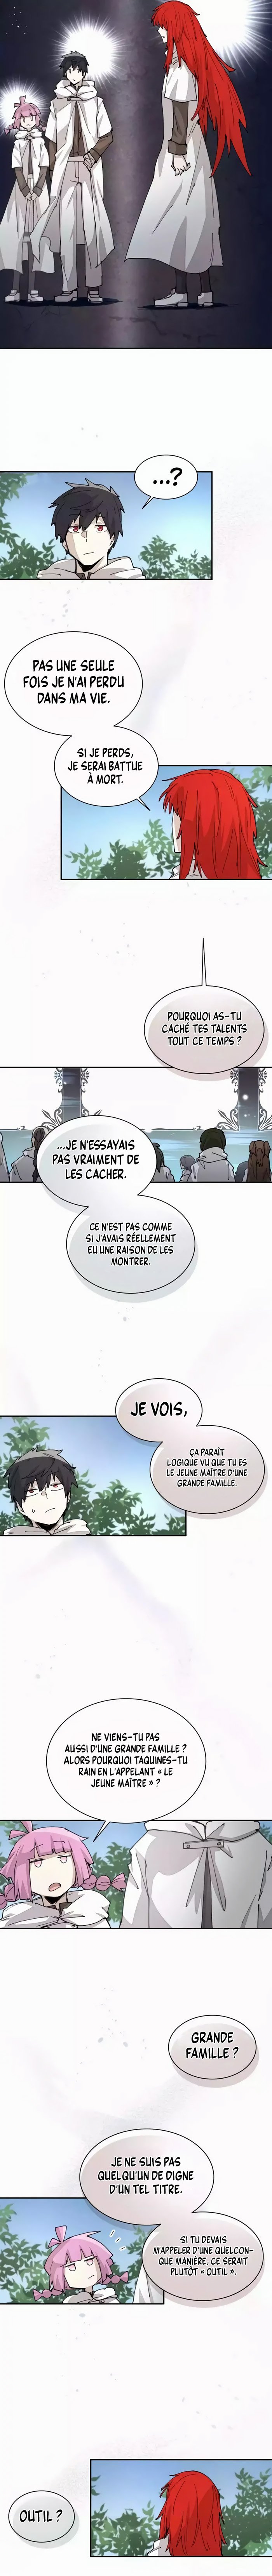 ...?
PAS UNE SEULE
FOIS JE N'AI PERDU
DANS MA VIE.
SI JE PERDS,
JE SERAI BATTUE
À MORT.
POURQUOI AS-TU
CACHÉ TES TALENTS
TOUT CE TEMPS ?
...JE N'ESSAYAIS
PAS VRAIMENT DE
LES CACHER.
CE N'EST PAS COMME
SI J'AVAIS RÉELLEMENT
EU UNE RAISON DE LES
MONTRER.
JE VOIS,
ÇA PARAÎT
LOGIQUE VU QUE TU ES
LE JEUNE MAÎTRE D'UNE
GRANDE FAMILLE.
NE VIENS-TU PAS
AUSSI D'UNE GRANDE FAMILLE ?
ALORS POURQUOI TAQUINES-TU
RAIN EN L'APPELANT « LE
JEUNE MAÎTRE » ?
GRANDE
FAMILLE ?
JE NE SUIS PAS
QUELQU'UN DE DIGNE
D'UN TEL TITRE.
SI TU DEVAIS
M'APPELER D'UNE QUELCON-
QUE MANIÈRE, CE SERAIT
PLUTÔT « OUTIL ».
OUTIL ?